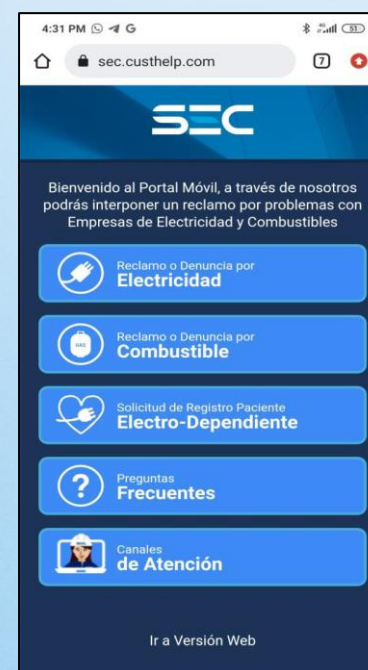 4:31 PM G
51
sec.custhelp.com
7
SEC
Bienvenido al Portal Móvil, a través de nosotros
podrás interponer un reclamo por problemas con
Empresas de Electricidad y Combustibles
Reclamo o Denuncia por
Electricidad
GAS
Reclamo o Denuncia por
Combustible
Solicitud de Registro Paciente
Electro-Dependiente
?
Preguntas
Frecuentes
Canales
de Atención
Ir a Versión Web